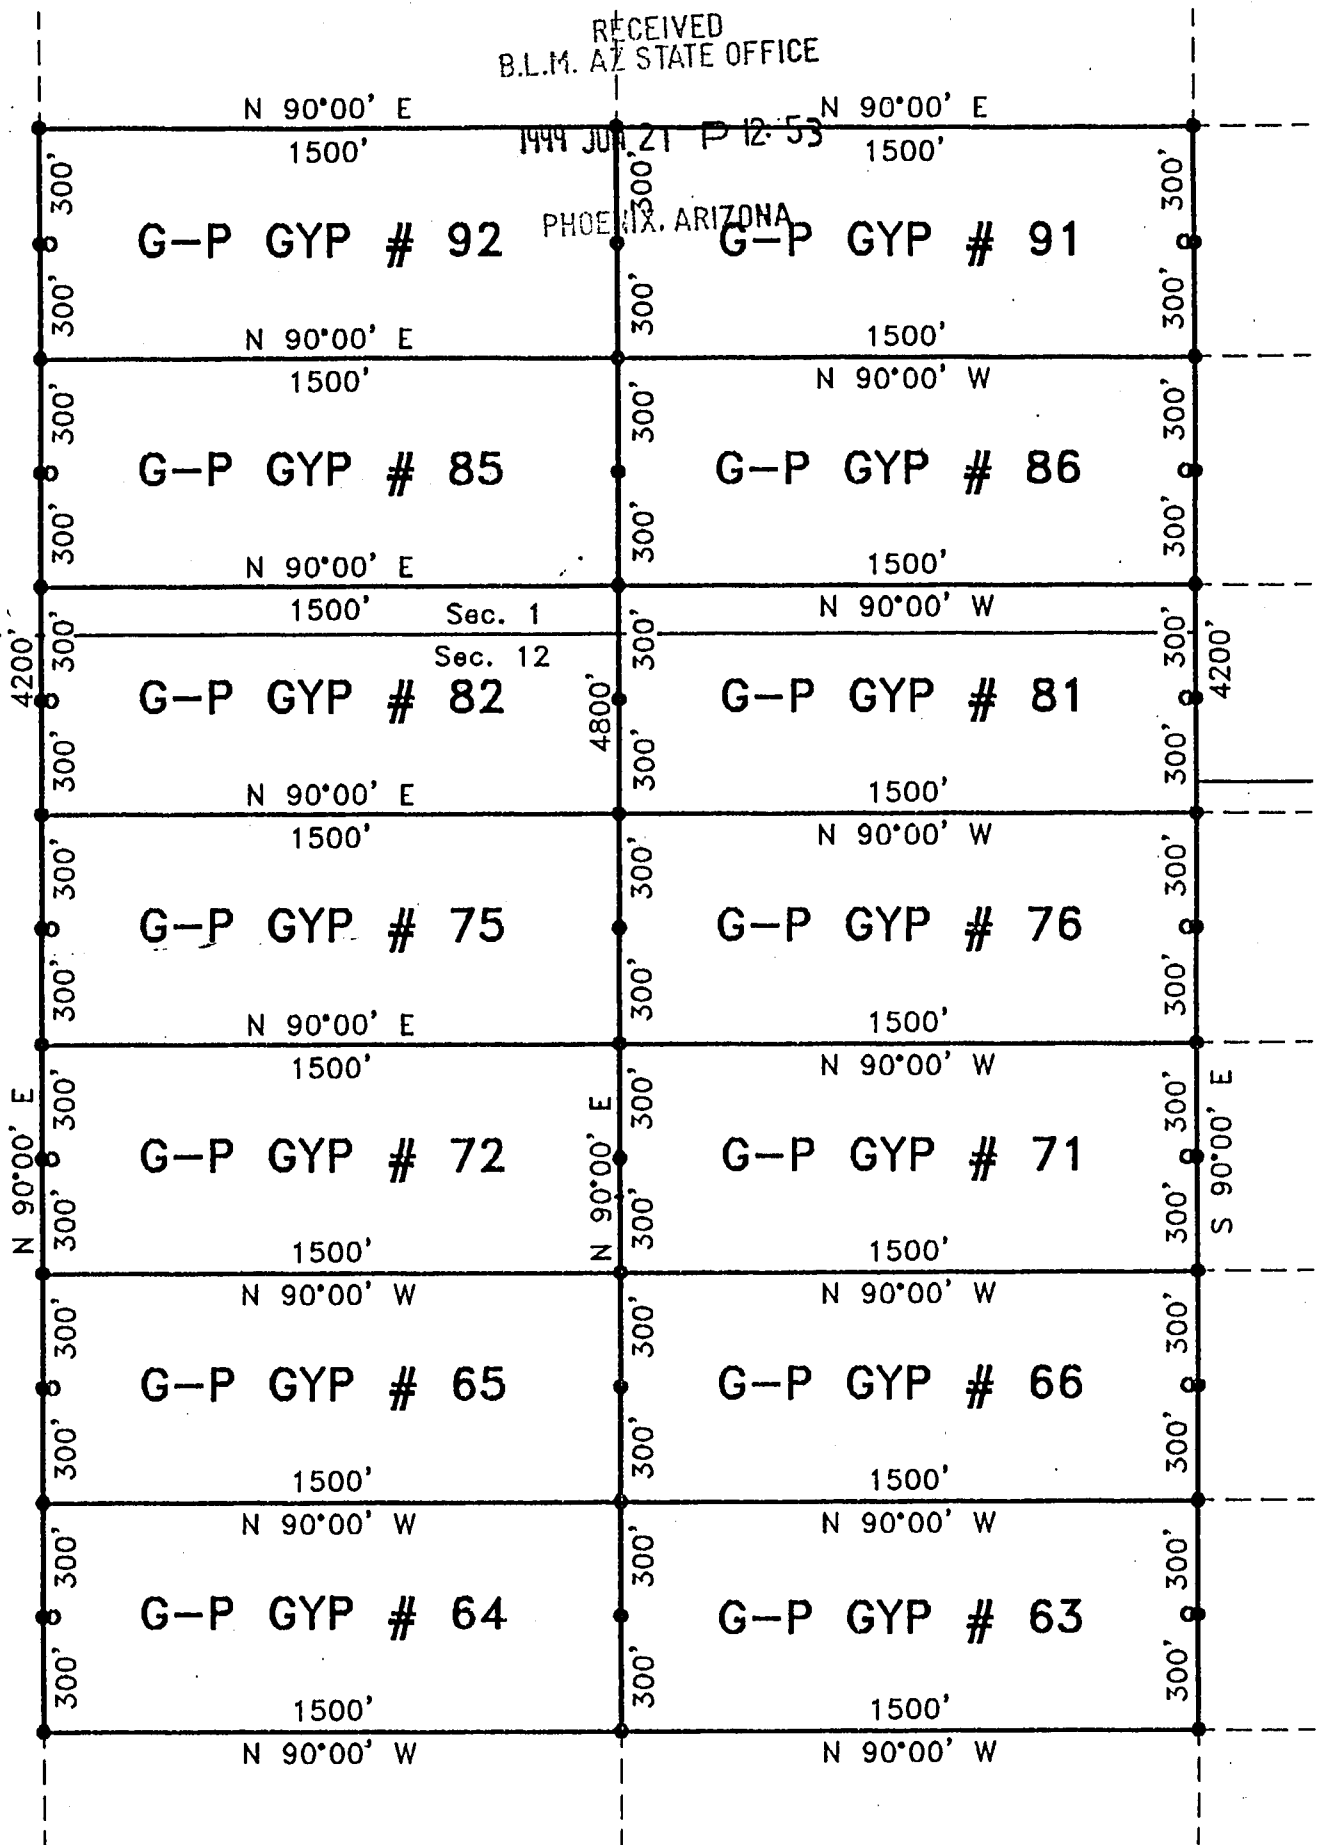 RECEIVED
B.L.M. AZ STATE OFFICE
N 90°00' E N 90°00' E
21 P 12:53
1500' 1500'
300' 300' 300'
PHOENIX, ARIZONA
G-P GYP # 92 G-P GYP # 91
300' 300' 300'
N 90°00' E 1500'
1500' N 90°00' W
300' 300' 300'
G-P GYP # 85 G-P GYP # 86
300' 300' 300'
N 90°00' E 1500'
1500' Sec. 1 N 90°00' W
300' 300' 300'
Sec. 12
4200' 4800' 4200'
G-P GYP # 82 G-P GYP # 81
300' 300' 300'
N 90°00' E 1500'
1500' N 90°00' W
300' 300' 300'
G-P GYP # 75 G-P GYP # 76
300' 300' 300'
N 90°00' E 1500'
1500' N 90°00' W
300' 300' 300'
N 90°00' E N 90°00' E S 90°00' E
G-P GYP # 72 G-P GYP # 71
300' 300' 300'
1500' 1500'
N 90°00' W N 90°00' W
300' 300' 300'
G-P GYP # 65 G-P GYP # 66
300' 300' 300'
1500' 1500'
N 90°00' W N 90°00' W
300' 300' 300'
G-P GYP # 64 G-P GYP # 63
300' 300' 300'
1500' 1500'
N 90°00' W N 90°00' W